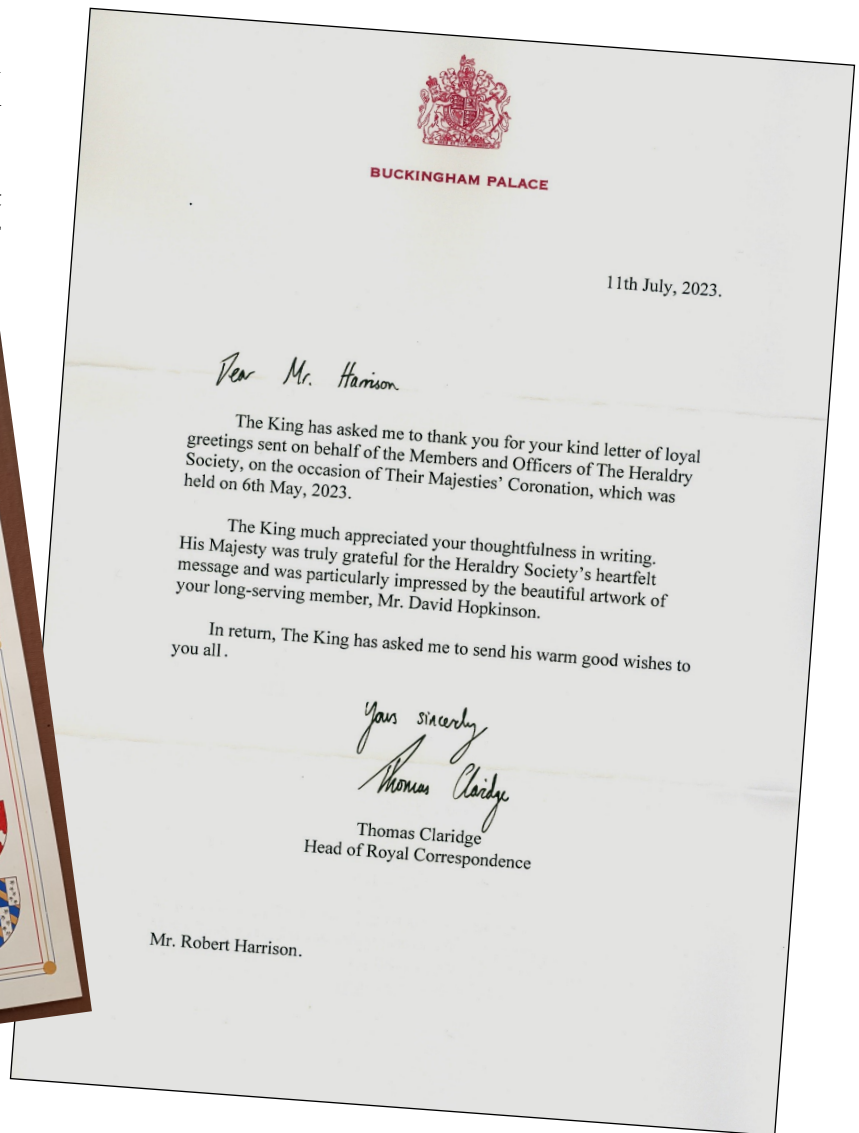 BUCKINGHAM PALACE
11th July, 2023.
Dear Mr. Harrison
The King has asked me to thank you for your kind letter of loyal
greetings sent on behalf of the Members and Officers of The Heraldry
Society, on the occasion of Their Majesties’ Coronation, which was
held on 6th May, 2023.
The King much appreciated your thoughtfulness in writing.
His Majesty was truly grateful for the Heraldry Society’s heartfelt
message and was particularly impressed by the beautiful artwork of
your long-serving member, Mr. David Hopkinson.
In return, The King has asked me to send his warm good wishes to
you all.
Yours sincerely
Thomas Claridge
Thomas Claridge
Head of Royal Correspondence
Mr. Robert Harrison.